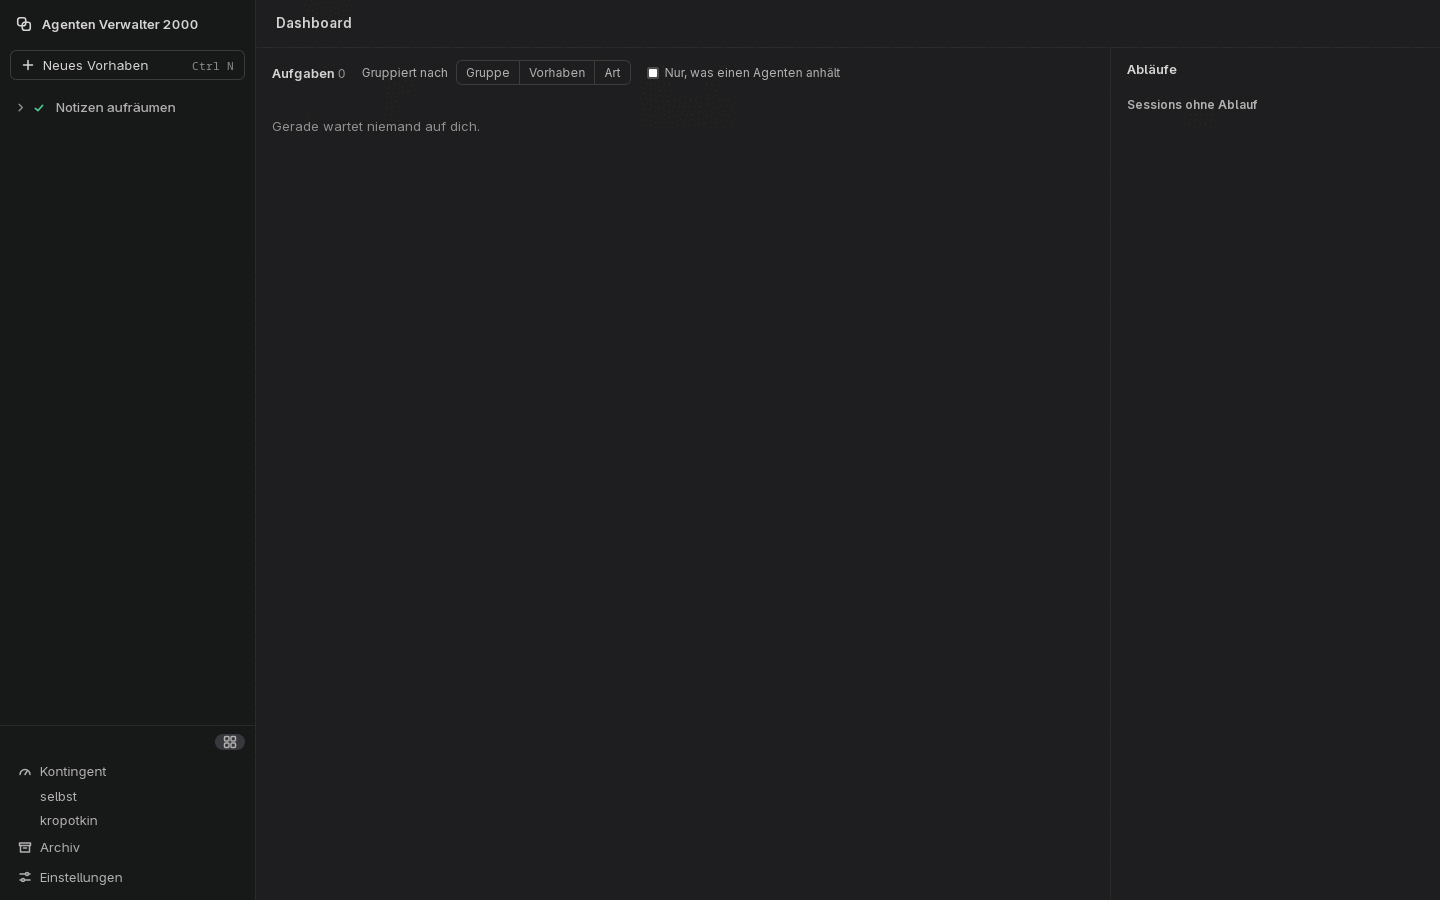 Agenten Verwalter 2000
Neues Vorhaben Ctrl N
Notizen aufräumen
Kontingent
selbst
kropotkin
Archiv
Einstellungen
Dashboard
Aufgaben 0 Gruppiert nach Gruppe Vorhaben Art Nur, was einen Agenten anhält
Gerade wartet niemand auf dich.
Abläufe
Sessions ohne Ablauf